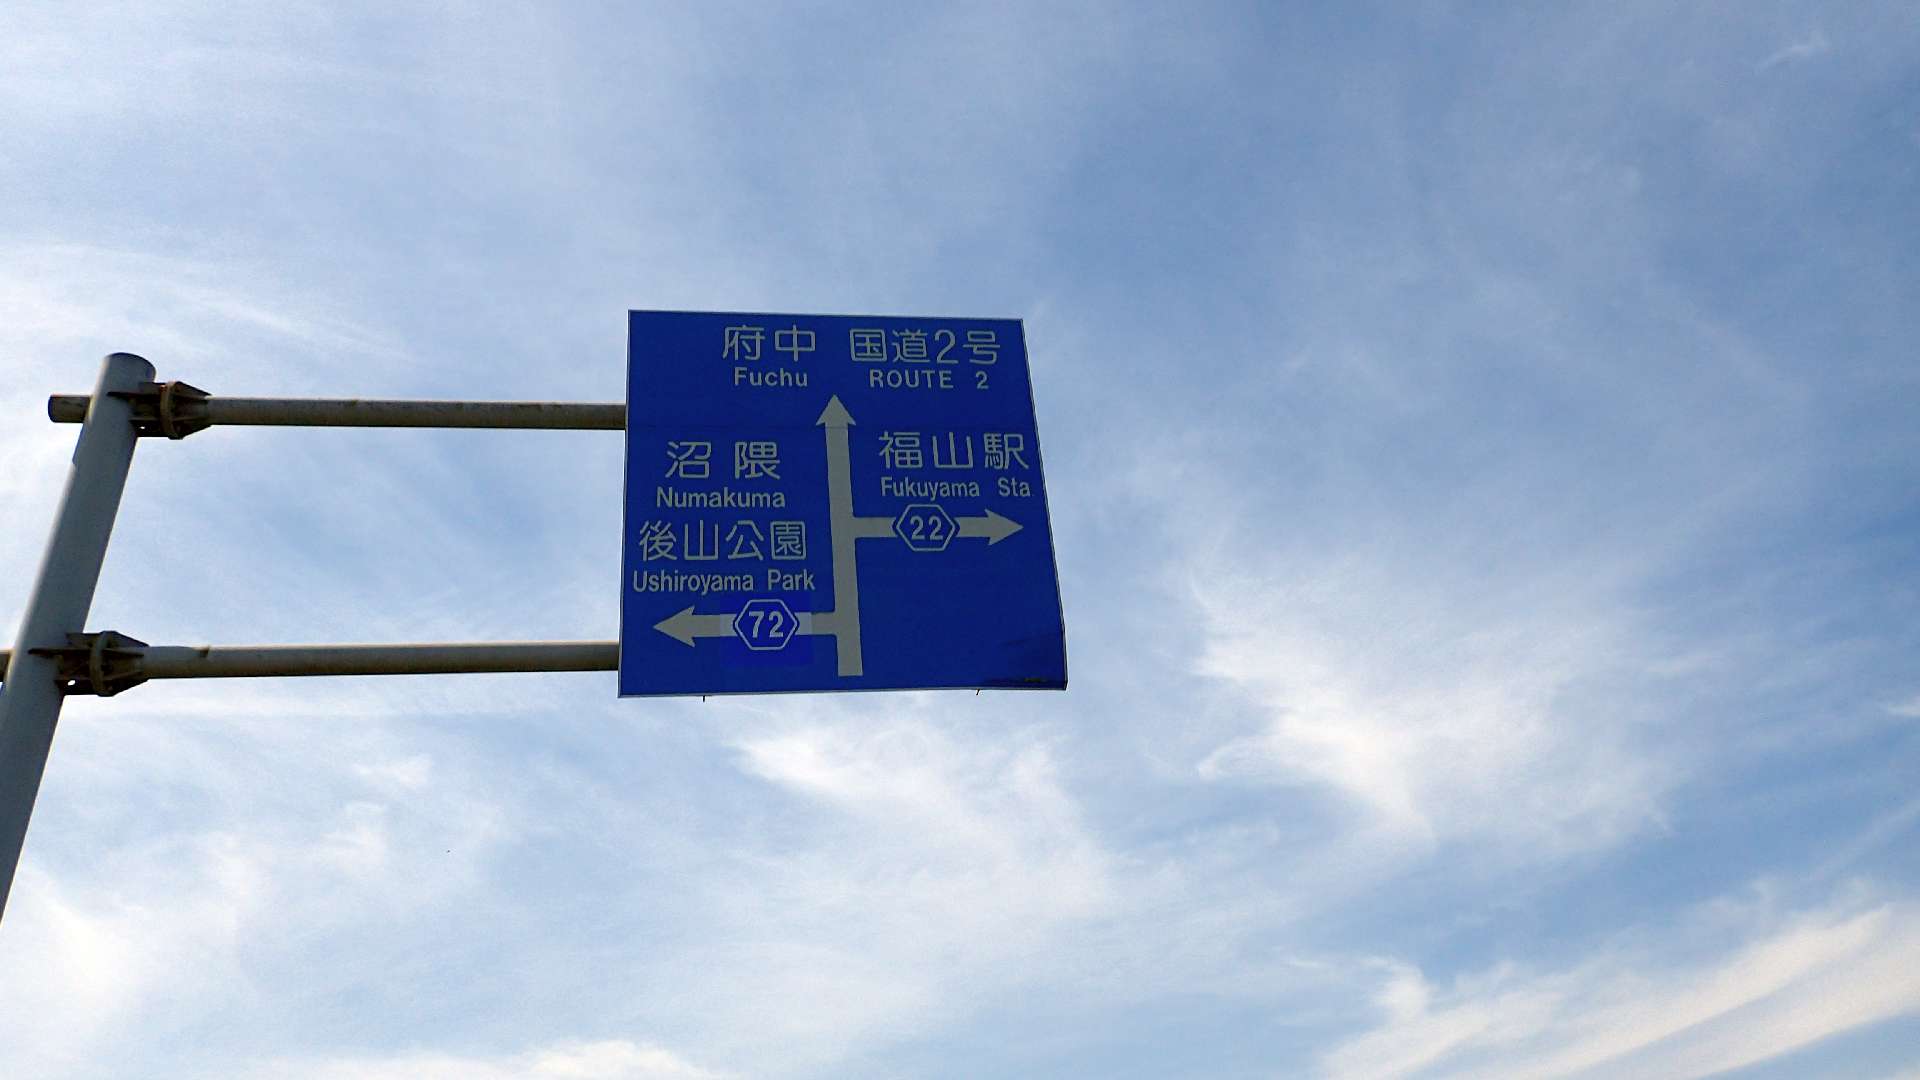 府中 国道2号
Fuchu ROUTE 2
沼隈
Numakuma
後山公園
Ushiroyama Park
72
福山駅
Fukuyama Sta
22